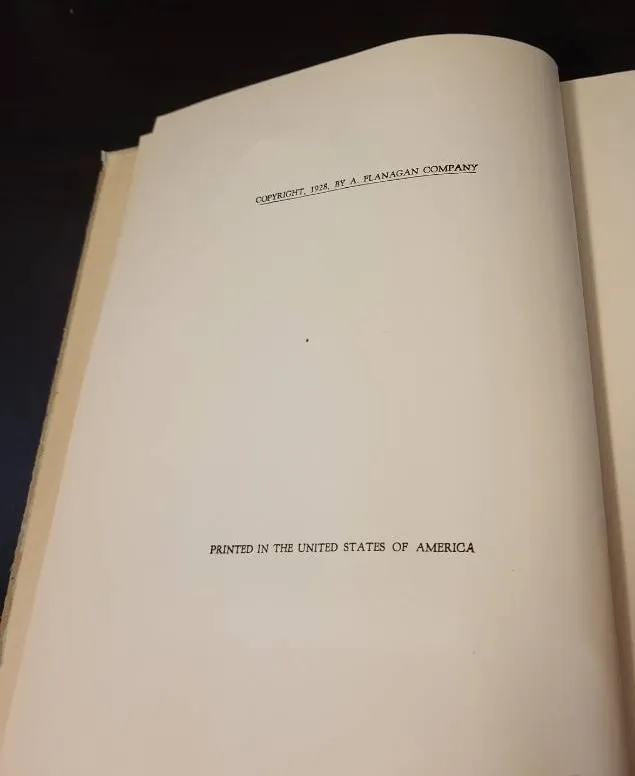 COPYRIGHT, 1928, BY A. FLANAGAN COMPANY
PRINTED IN THE UNITED STATES OF AMERICA